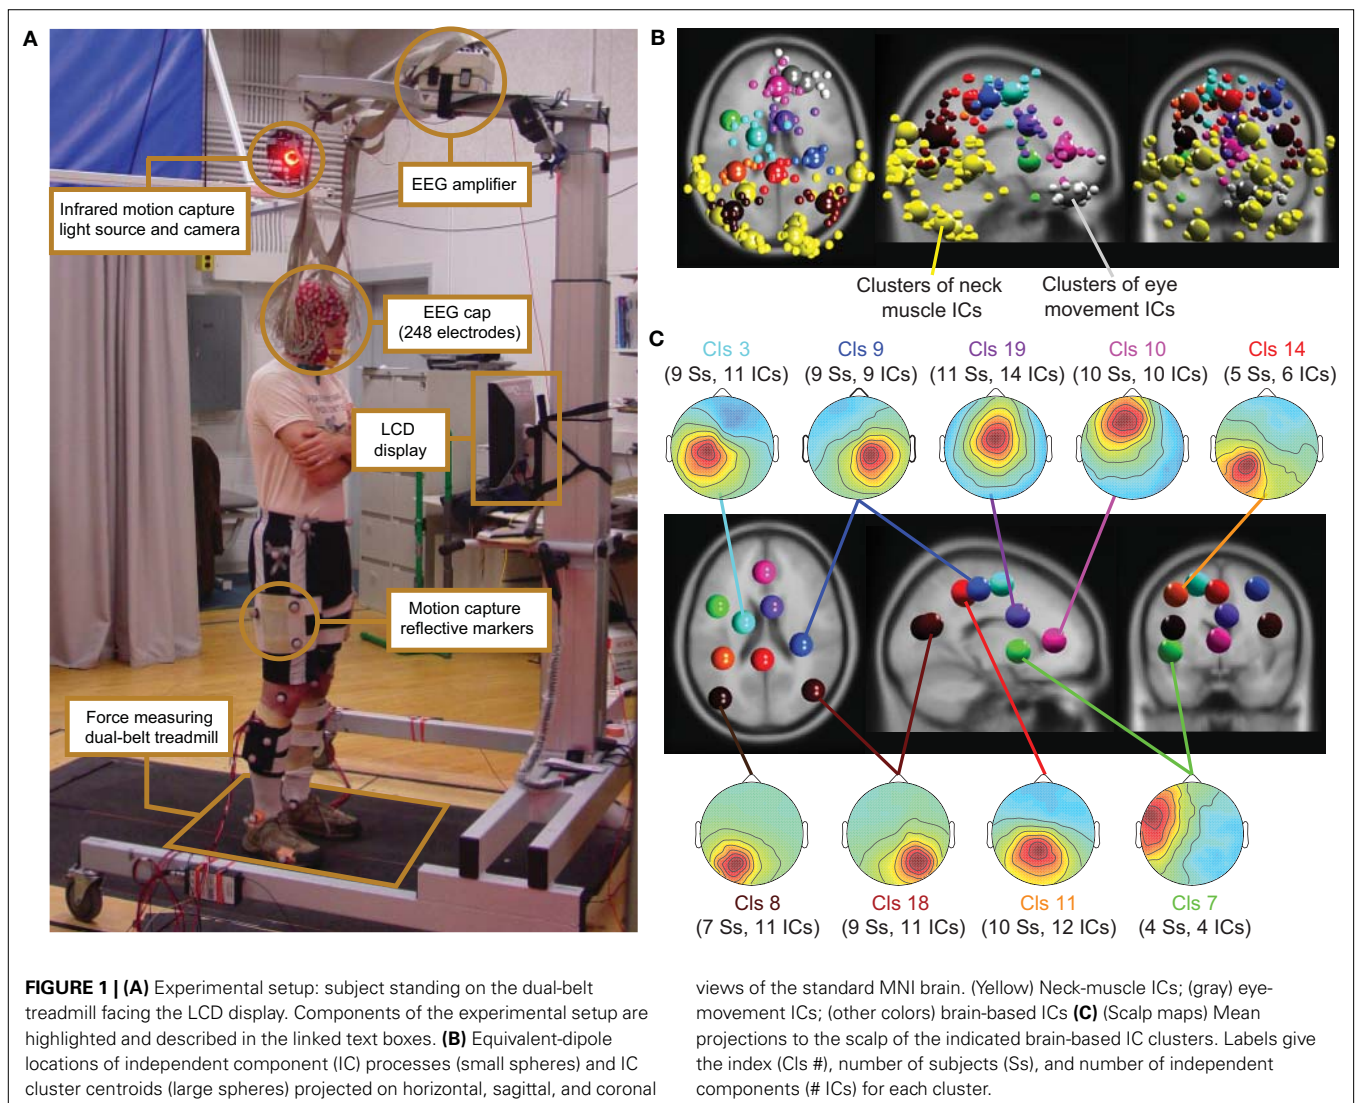 A
EEG amplifier
Infrared motion capture
light source and camera
EEG cap
(248 electrodes)
LCD
display
Motion capture
reflective markers
Force measuring
dual-belt treadmill
B
Clusters of neck
muscle ICs
Clusters of eye
movement ICs
C
Cls 3
(9 Ss, 11 ICs)
Cls 9
(9 Ss, 9 ICs)
Cls 19
(11 Ss, 14 ICs)
Cls 10
(10 Ss, 10 ICs)
Cls 14
(5 Ss, 6 ICs)
Cls 8
(7 Ss, 11 ICs)
Cls 18
(9 Ss, 11 ICs)
Cls 11
(10 Ss, 12 ICs)
Cls 7
(4 Ss, 4 ICs)
FIGURE 1 | (A) Experimental setup: subject standing on the dual-belt
treadmill facing the LCD display. Components of the experimental setup are
highlighted and described in the linked text boxes. (B) Equivalent-dipole
locations of independent component (IC) processes (small spheres) and IC
cluster centroids (large spheres) projected on horizontal, sagittal, and coronal
views of the standard MNI brain. (Yellow) Neck-muscle ICs; (gray) eye-
movement ICs; (other colors) brain-based ICs (C) (Scalp maps) Mean
projections to the scalp of the indicated brain-based IC clusters. Labels give
the index (Cls #), number of subjects (Ss), and number of independent
components (# ICs) for each cluster.